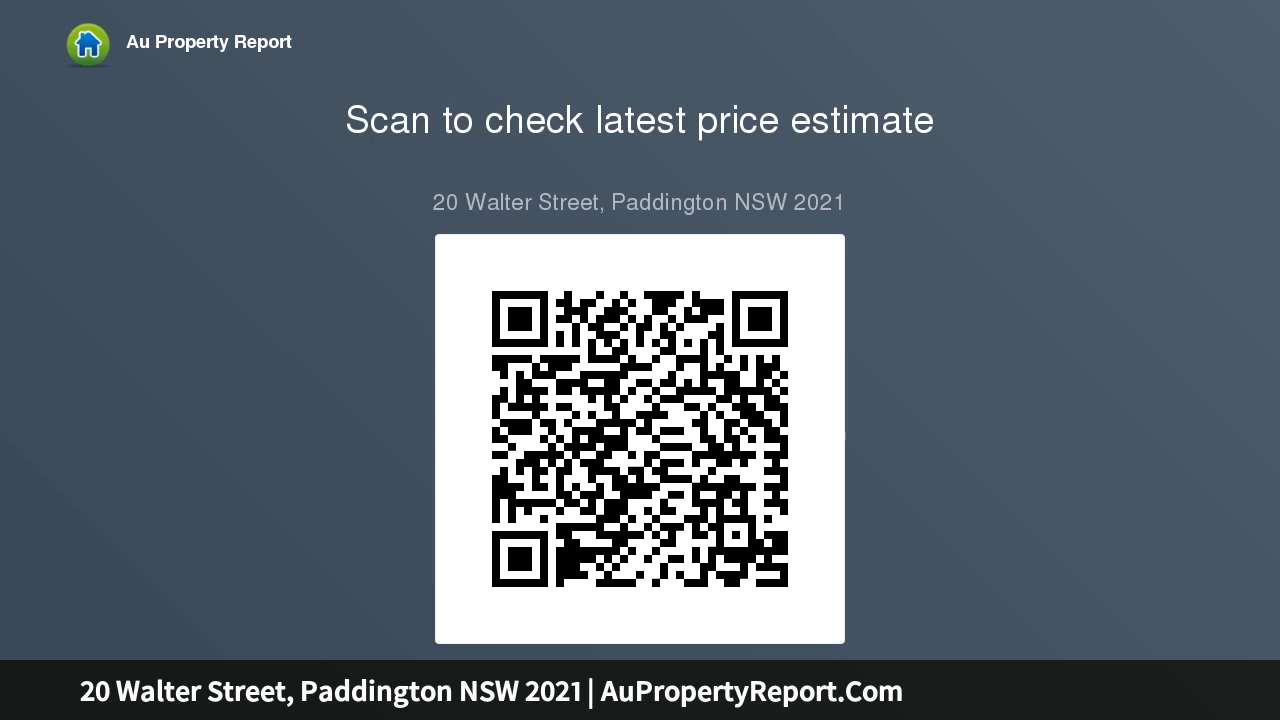 Au Property Report
Scan to check latest price estimate
20 Walter Street, Paddington NSW 2021
20 Walter Street, Paddington NSW 2021 | AuPropertyReport.Com